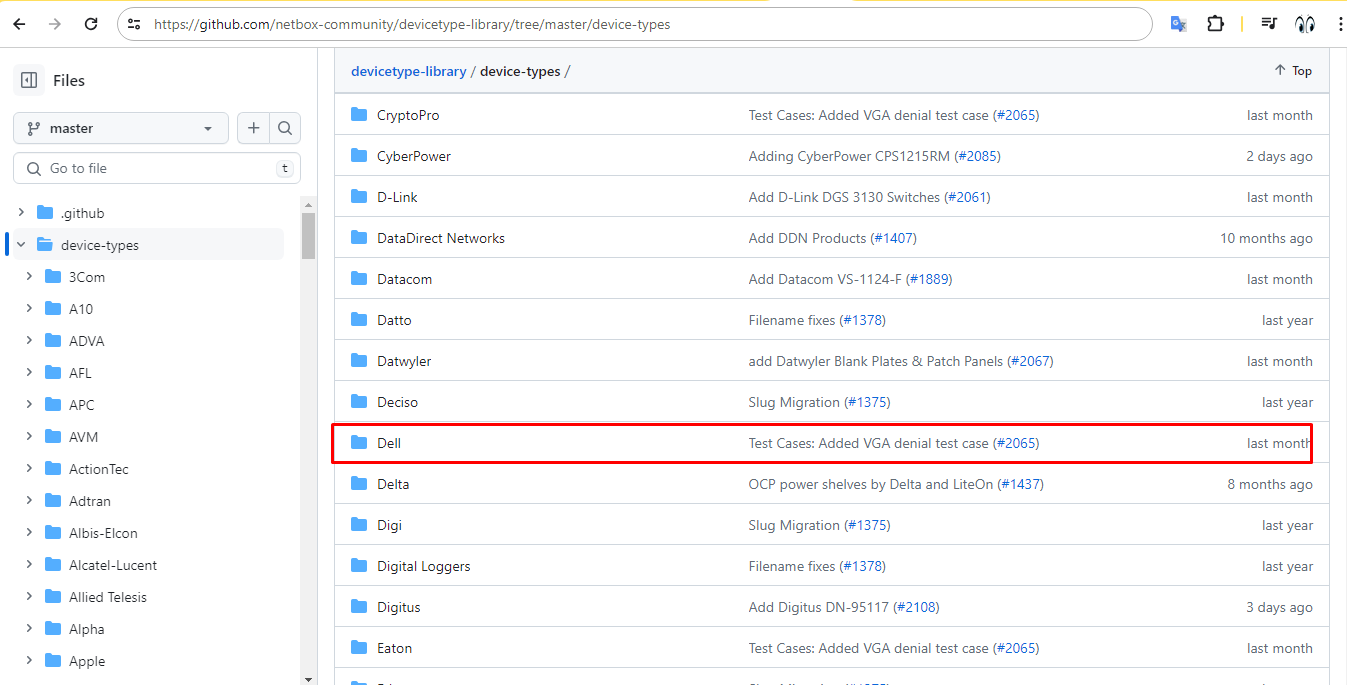 https://github.com/netbox-community/devicetype-library/tree/master/device-types
Files
master
Go to file
t
.github
device-types
3Com
A10
ADVA
AFL
APC
AVM
ActionTec
Adtran
Albis-Elcon
Alcatel-Lucent
Allied Telesis
Alpha
Apple
devicetype-library / device-types /
Top
CryptoPro Test Cases: Added VGA denial test case (#2065) last month
CyberPower Adding CyberPower CPS1215RM (#2085) 2 days ago
D-Link Add D-Link DGS 3130 Switches (#2061) last month
DataDirect Networks Add DDN Products (#1407) 10 months ago
Datacom Add Datacom VS-1124-F (#1889) last month
Datto Filename fixes (#1378) last year
Datwyler add Datwyler Blank Plates & Patch Panels (#2067) last month
Deciso Slug Migration (#1375) last year
Dell Test Cases: Added VGA denial test case (#2065) last month
Delta OCP power shelves by Delta and LiteOn (#1437) 8 months ago
Digi Slug Migration (#1375) last year
Digital Loggers Filename fixes (#1378) last year
Digitus Add Digitus DN-95117 (#2108) 3 days ago
Eaton Test Cases: Added VGA denial test case (#2065) last month